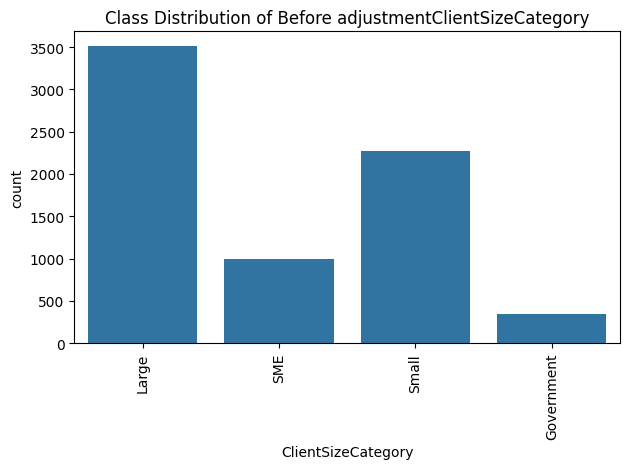 Class Distribution of Before adjustmentClientSizeCategory
3500
3000
2500
2000
1500
1000
500
0
count
Large
SME
Small
Government
ClientSizeCategory